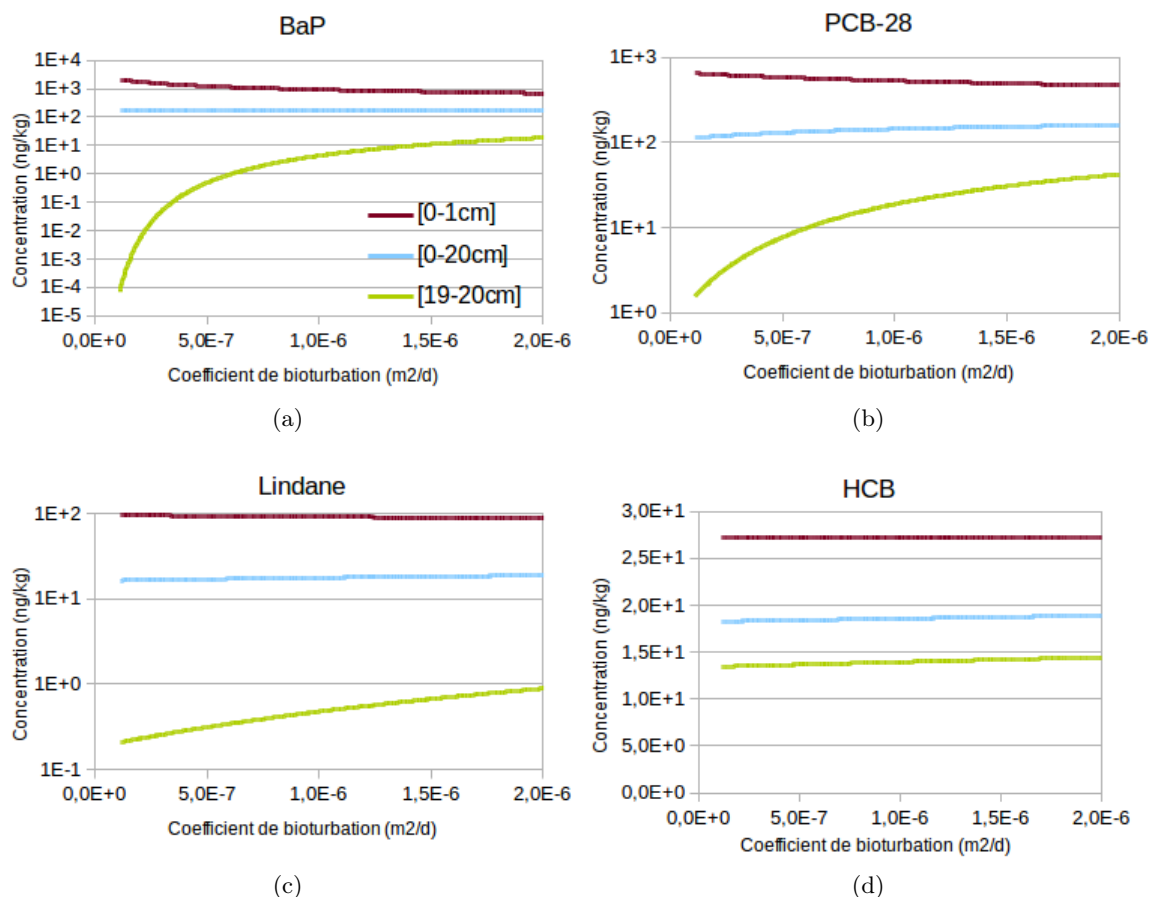 BaP
Concentration (ng/kg)
1E+4
1E+3
1E+2
1E+1
1E+0
1E-1
1E-2
1E-3
1E-4
1E-5
[0-1cm]
[0-20cm]
[19-20cm]
0,0E+0 5,0E-7 1,0E-6 1,5E-6 2,0E-6
Coefficient de bioturbation (m2/d)
(a)
PCB-28
Concentration (ng/kg)
1E+3
1E+2
1E+1
1E+0
0,0E+0 5,0E-7 1,0E-6 1,5E-6 2,0E-6
Coefficient de bioturbation (m2/d)
(b)
Lindane
Concentration (ng/kg)
1E+2
1E+1
1E+0
1E-1
0,0E+0 5,0E-7 1,0E-6 1,5E-6 2,0E-6
Coefficient de bioturbation (m2/d)
(c)
HCB
Concentration (ng/kg)
3,0E+1
2,5E+1
2,0E+1
1,5E+1
1,0E+1
5,0E+0
0,0E+0
0,0E+0 5,0E-7 1,0E-6 1,5E-6 2,0E-6
Coefficient de bioturbation (m2/d)
(d)